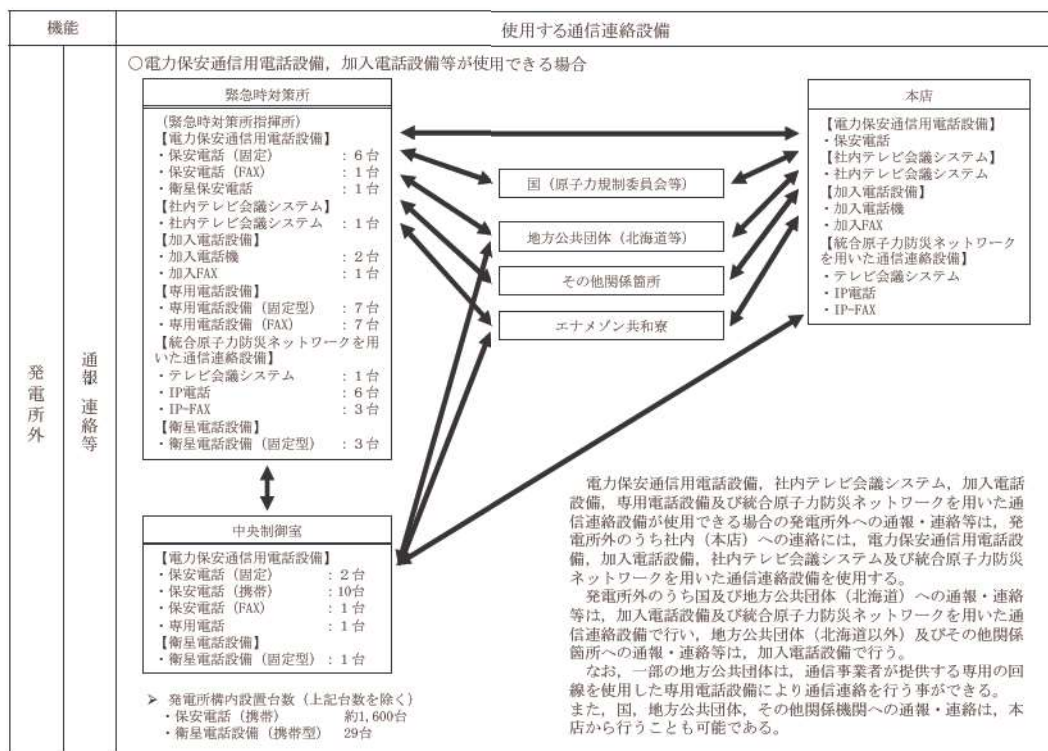 機能
使用する通信連絡設備
発電所外
通報・連絡等
○電力保安通信用電話設備，加入電話設備等が使用できる場合
緊急時対策所
(緊急時対策所指揮所)
【電力保安通信用電話設備】
・保安電話（固定） ：6台
・保安電話（FAX） ：1台
・衛星保安電話 ：1台
【社内テレビ会議システム】
・社内テレビ会議システム ：1台
【加入電話設備】
・加入電話機 ：2台
・加入FAX ：1台
【専用電話設備】
・専用電話設備（固定型）：7台
・専用電話設備（FAX） ：7台
【統合原子力防災ネットワークを用
いた通信連絡設備】
・テレビ会議システム ：1台
・IP電話 ：6台
・IP-FAX ：3台
【衛星電話設備】
・衛星電話設備（固定型） ：3台
国（原子力規制委員会等）
地方公共団体（北海道等）
その他関係箇所
エナメゾン共和寮
本店
【電力保安通信用電話設備】
・保安電話
【社内テレビ会議システム】
・社内テレビ会議システム
【加入電話設備】
・加入電話機
・加入FAX
【統合原子力防災ネットワーク
を用いた通信連絡設備】
・テレビ会議システム
・IP電話
・IP-FAX
中央制御室
【電力保安通信用電話設備】
・保安電話（固定） ：2台
・保安電話（携帯） ：10台
・保安電話（FAX） ：1台
・専用電話 ：1台
【衛星電話設備】
・衛星電話設備（固定型）：1台
➢ 発電所構内設置台数（上記台数を除く）
・保安電話（携帯） 約1,600台
・衛星電話設備（携帯型） 29台
電力保安通信用電話設備，社内テレビ会議システム，加入電話
設備，専用電話設備及び統合原子力防災ネットワークを用いた通
信連絡設備が使用できる場合の発電所外への通報・連絡等は，発
電所外のうち社内（本店）への連絡には，電力保安通信用電話設
備，加入電話設備，社内テレビ会議システム及び統合原子力防災
ネットワークを用いた通信連絡設備を使用する。
発電所外のうち国及び地方公共団体（北海道）への通報・連絡
等は，加入電話設備及び統合原子力防災ネットワークを用いた通
信連絡設備で行い，地方公共団体（北海道以外）及びその他関係
箇所への通報・連絡等は，加入電話設備で行う。
なお，一部の地方公共団体は，通信事業者が提供する専用の回
線を使用した専用電話設備により通信連絡を行う事ができる。
また，国，地方公共団体，その他関係機関への通報・連絡は，本
店から行うことも可能である。